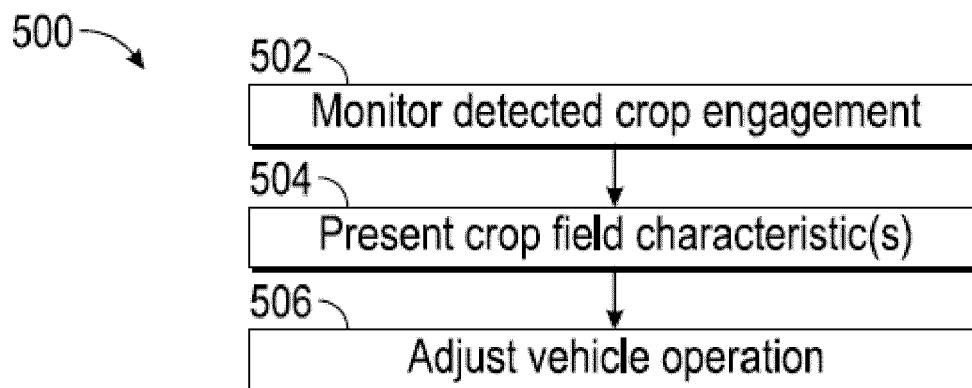 500
502
Monitor detected crop engagement
504
Present crop field characteristic(s)
506
Adjust vehicle operation